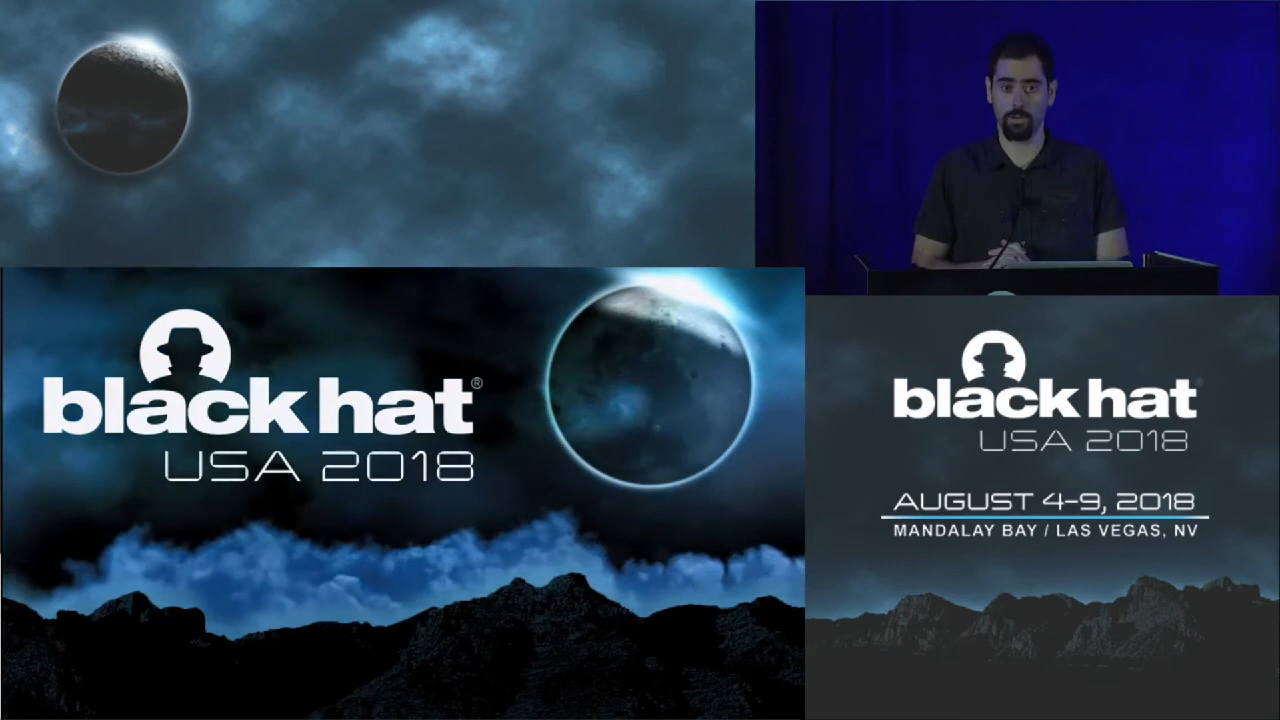 black hat®
USA 2018
black hat
USA 2018
AUGUST 4-9, 2018
MANDALAY BAY / LAS VEGAS, NV